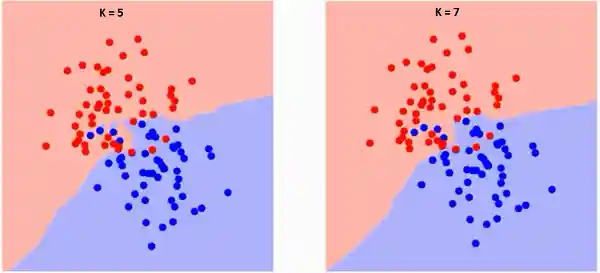 K = 5
K = 7